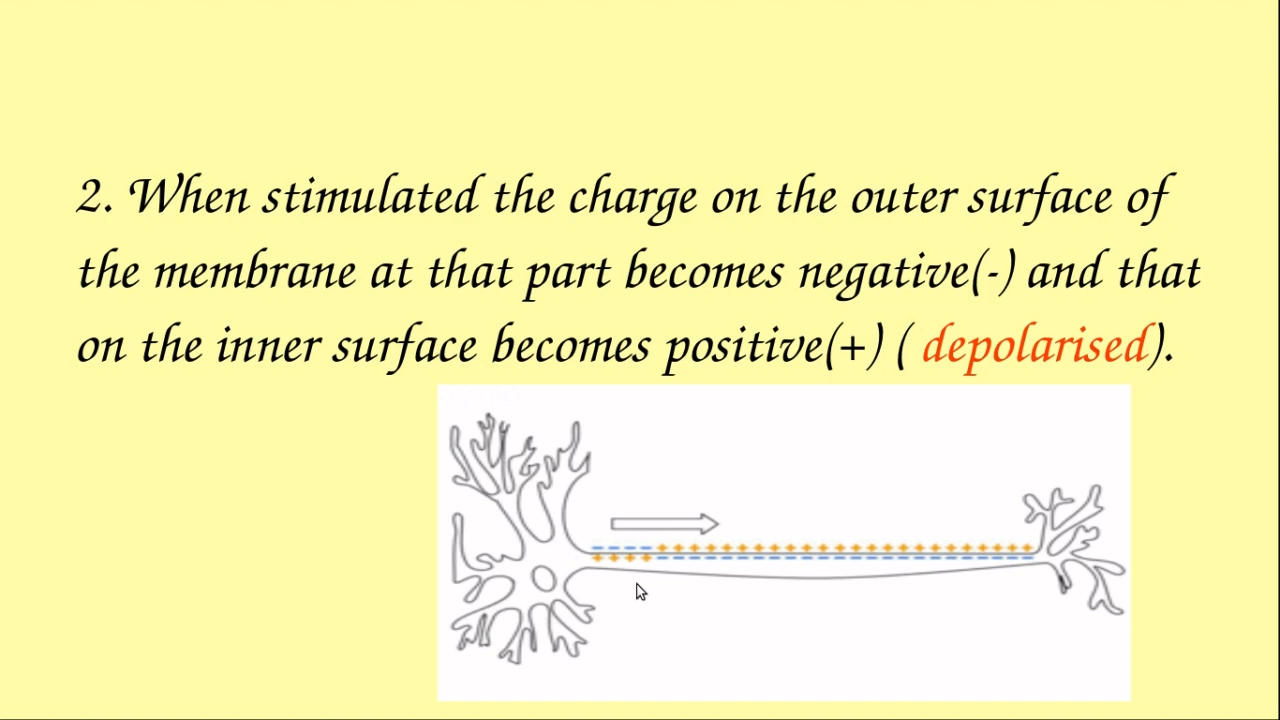 2. When stimulated the charge on the outer surface of
the membrane at that part becomes negative(-) and that
on the inner surface becomes positive(+) ( depolarised).